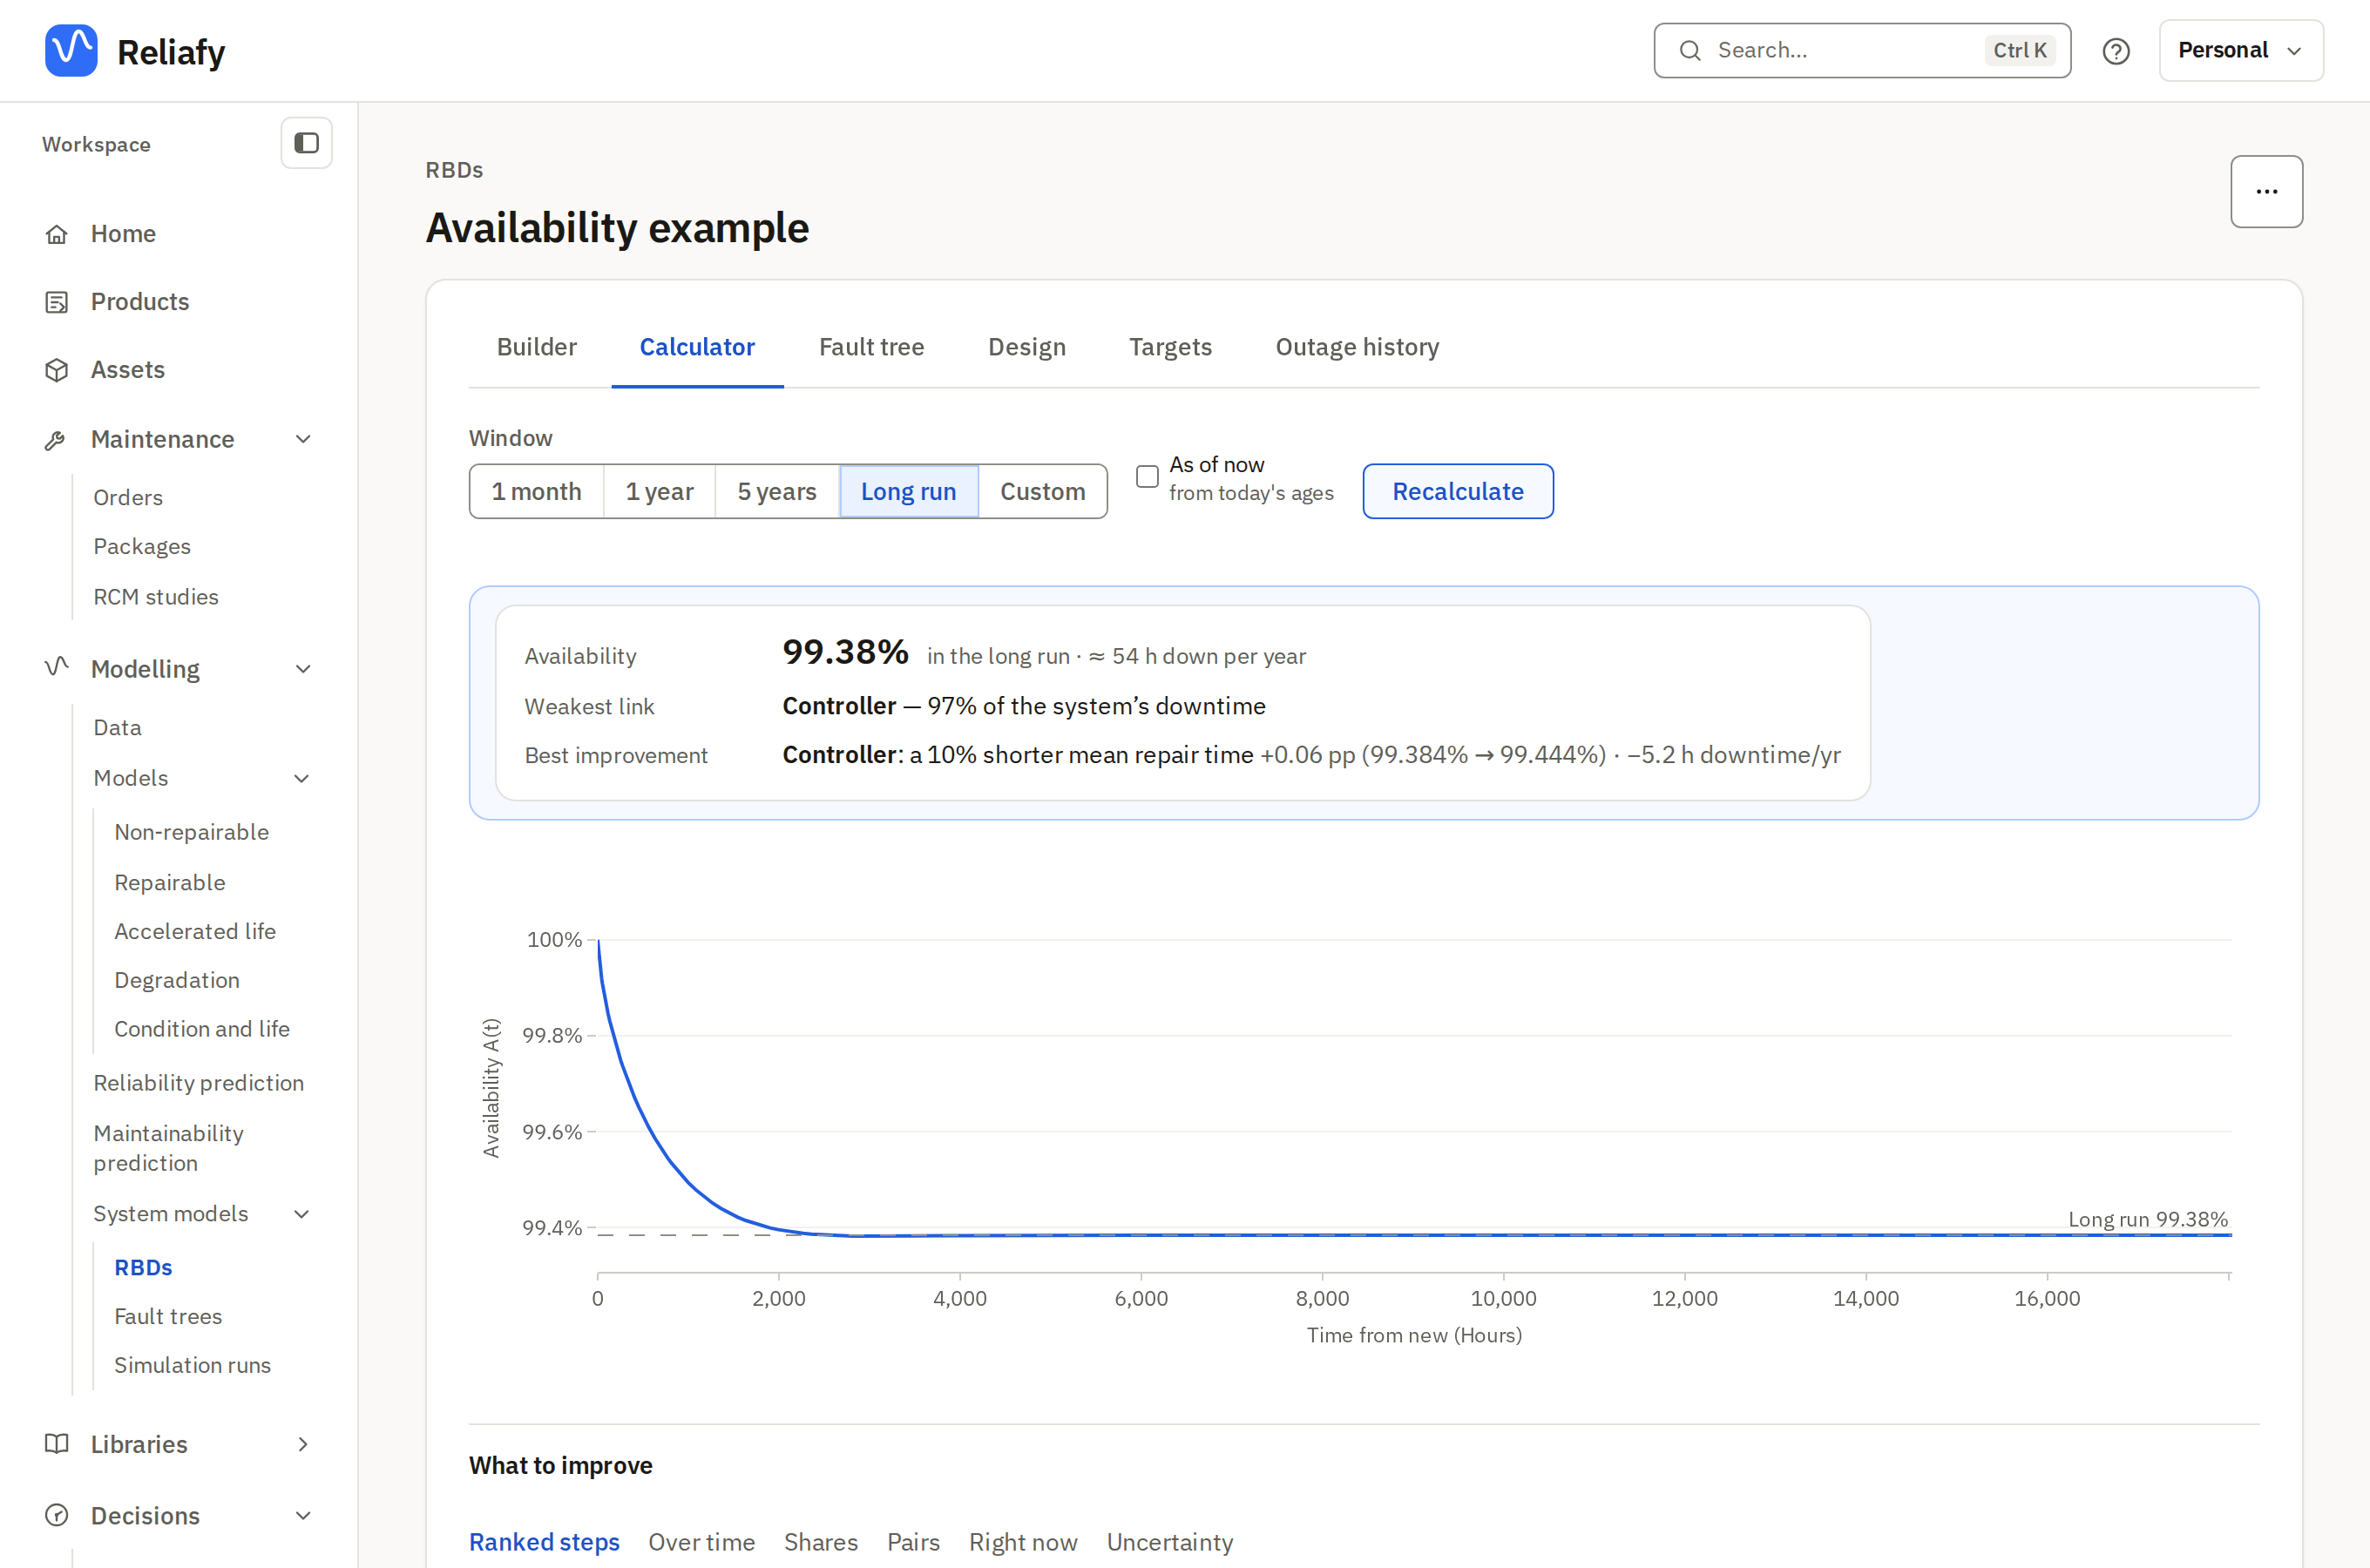 Reliafy
Search...
Ctrl K
Personal
Workspace
Home
Products
Assets
Maintenance
Orders
Packages
RCM studies
Modelling
Data
Models
Non-repairable
Repairable
Accelerated life
Degradation
Condition and life
Reliability prediction
Maintainability
prediction
System models
RBDs
Fault trees
Simulation runs
Libraries
Decisions
RBDs
Availability example
Builder
Calculator
Fault tree
Design
Targets
Outage history
Window
1 month
1 year
5 years
Long run
Custom
As of now
from today's ages
Recalculate
Availability
99.38% in the long run · ≈ 54 h down per year
Weakest link
Controller — 97% of the system’s downtime
Best improvement
Controller: a 10% shorter mean repair time +0.06 pp (99.384% → 99.444%) · −5.2 h downtime/yr
100%
99.8%
99.6%
99.4%
Availability A(t)
Long run 99.38%
0
2,000
4,000
6,000
8,000
10,000
12,000
14,000
16,000
Time from new (Hours)
What to improve
Ranked steps
Over time
Shares
Pairs
Right now
Uncertainty